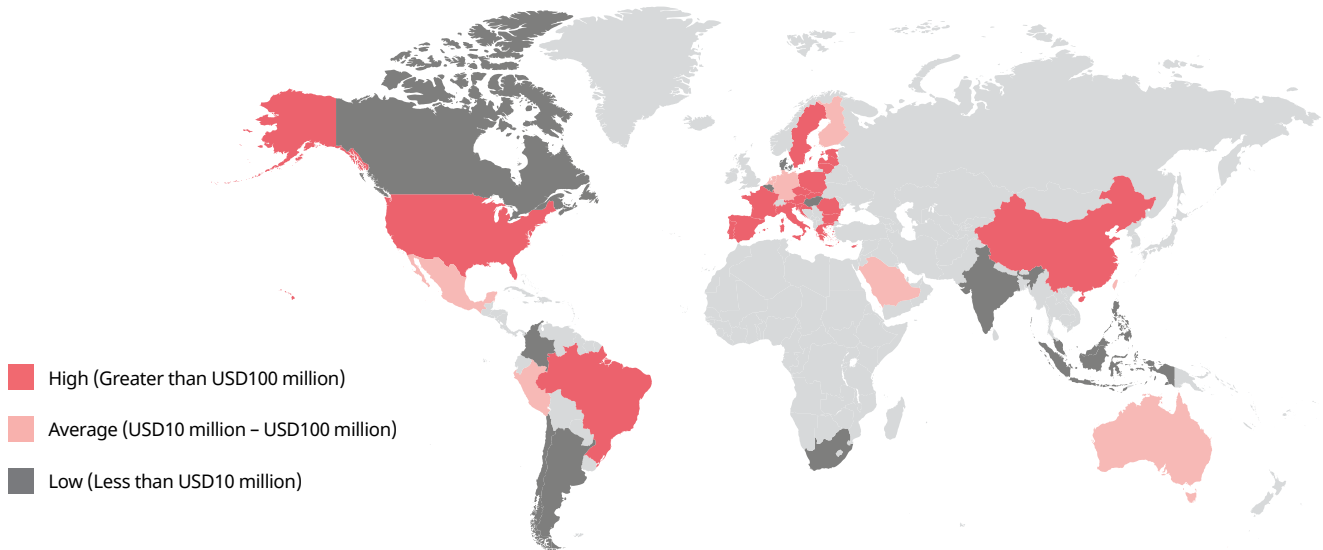 High (Greater than USD100 million)
Average (USD10 million – USD100 million)
Low (Less than USD10 million)